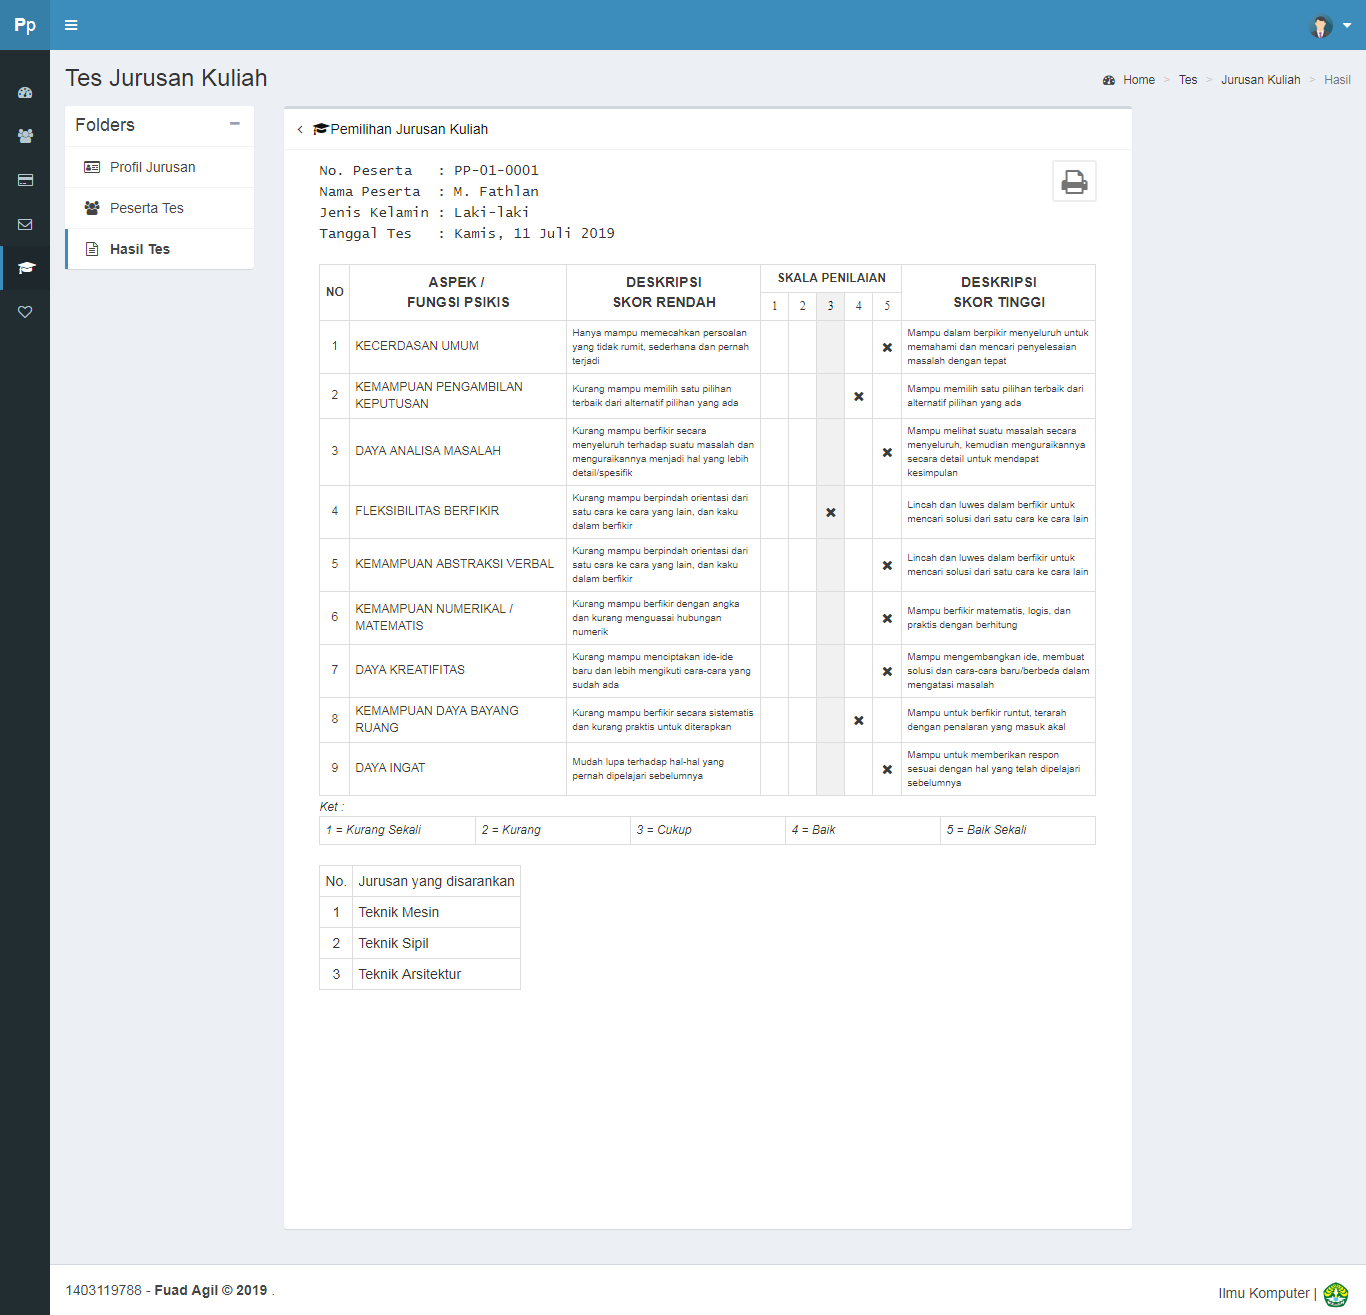 Pp
Tes Jurusan Kuliah
Home > Tes > Jurusan Kuliah > Hasil
Folders
Profil Jurusan
Peserta Tes
Hasil Tes
Pemilihan Jurusan Kuliah
No. Peserta : PP-01-0001
Nama Peserta : M. Fathlan
Jenis Kelamin : Laki-laki
Tanggal Tes : Kamis, 11 Juli 2019
NO
ASPEK /
FUNGSI PSIKIS
DESKRIPSI
SKOR RENDAH
SKALA PENILAIAN
1 2 3 4 5
DESKRIPSI
SKOR TINGGI
1
KECERDASAN UMUM
Hanya mampu memecahkan persoalan
yang tidak rumit, sederhana dan pernah
terjadi
Mampu dalam berpikir menyeluruh untuk
memahami dan mencari penyelesaian
masalah dengan tepat
2
KEMAMPUAN PENGAMBILAN
KEPUTUSAN
Kurang mampu memilih satu pilihan
terbaik dari alternatif pilihan yang ada
Mampu memilih satu pilihan terbaik dari
alternatif pilihan yang ada
3
DAYA ANALISA MASALAH
Kurang mampu berfikir secara
menyeluruh terhadap suatu masalah dan
menguraikannya menjadi hal yang lebih
detail/spesifik
Mampu melihat suatu masalah secara
menyeluruh, kemudian menguraikannya
secara detail untuk mendapat
kesimpulan
4
FLEKSIBILITAS BERFIKIR
Kurang mampu berpindah orientasi dari
satu cara ke cara yang lain, dan kaku
dalam berfikir
Lincah dan luwes dalam berfikir untuk
mencari solusi dari satu cara ke cara lain
5
KEMAMPUAN ABSTRAKSI VERBAL
Kurang mampu berpindah orientasi dari
satu cara ke cara yang lain, dan kaku
dalam berfikir
Lincah dan luwes dalam berfikir untuk
mencari solusi dari satu cara ke cara lain
6
KEMAMPUAN NUMERIKAL /
MATEMATIS
Kurang mampu berfikir dengan angka
dan kurang menguasai hubungan
numerik
Mampu berfikir matematis, logis, dan
praktis dengan berhitung
7
DAYA KREATIFITAS
Kurang mampu menciptakan ide-ide
baru dan lebih mengikuti cara-cara yang
sudah ada
Mampu mengembangkan ide, membuat
solusi dan cara-cara baru/berbeda dalam
mengatasi masalah
8
KEMAMPUAN DAYA BAYANG
RUANG
Kurang mampu berfikir secara sistematis
dan kurang praktis untuk diterapkan
Mampu untuk berfikir runtut, terarah
dengan penalaran yang masuk akal
9
DAYA INGAT
Mudah lupa terhadap hal-hal yang
pernah dipelajari sebelumnya
Mampu untuk memberikan respon
sesuai dengan hal yang telah dipelajari
sebelumnya
Ket :
1 = Kurang Sekali 2 = Kurang 3 = Cukup 4 = Baik 5 = Baik Sekali
No. Jurusan yang disarankan
1 Teknik Mesin
2 Teknik Sipil
3 Teknik Arsitektur
1403119788 - Fuad Agil © 2019 .
Ilmu Komputer |